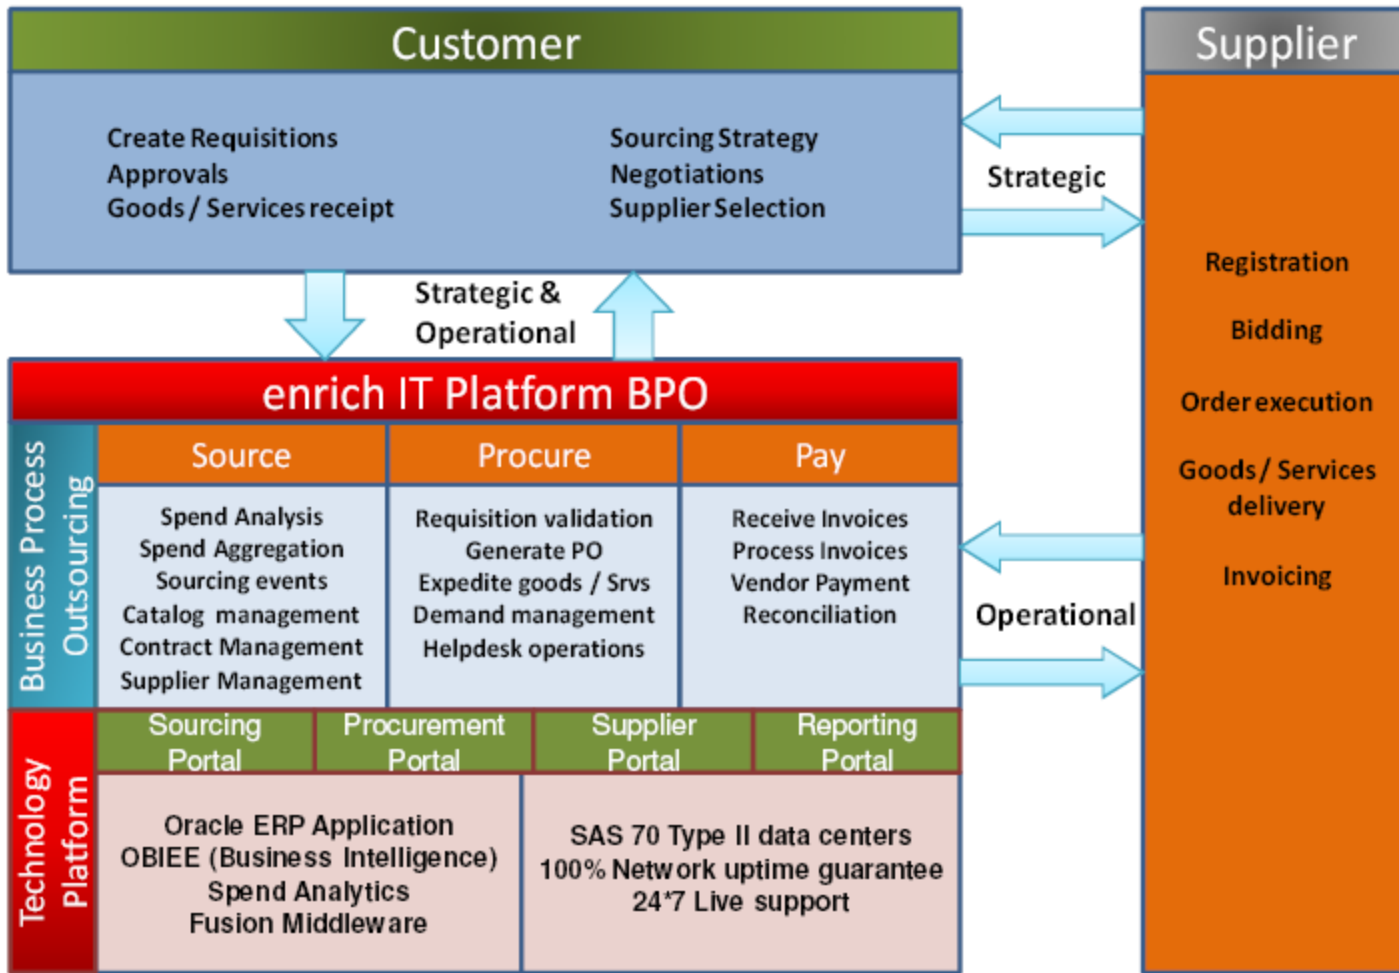 Customer
Create Requisitions
Approvals
Goods / Services receipt
Sourcing Strategy
Negotiations
Supplier Selection
Strategic
Supplier
Registration
Bidding
Order execution
Goods / Services
delivery
Invoicing
Strategic &
Operational
enrich IT Platform BPO
Business Process
Outsourcing
Source
Spend Analysis
Spend Aggregation
Sourcing events
Catalog management
Contract Management
Supplier Management
Procure
Requisition validation
Generate PO
Expedite goods / Srvs
Demand management
Helpdesk operations
Pay
Receive Invoices
Process Invoices
Vendor Payment
Reconciliation
Operational
Technology
Platform
Sourcing
Portal
Procurement
Portal
Supplier
Portal
Reporting
Portal
Oracle ERP Application
OBIEE (Business Intelligence)
Spend Analytics
Fusion Middleware
SAS 70 Type II data centers
100% Network uptime guarantee
24*7 Live support